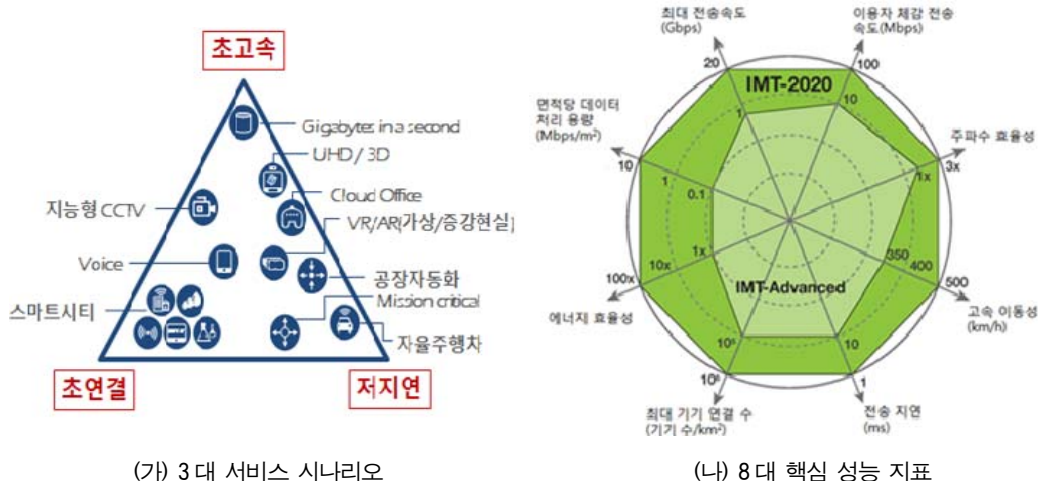 초고속
Gigabytes in a second
UHD / 3D
Cloud Office
지능형 CCTV
VR/AR(가상/증강현실)
Voice
공장자동화
Mission critical
스마트시티
자율주행차
초연결
저지연
(가) 3대 서비스 시나리오
최대 전송속도
(Gbps)
이용자 체감 전송
속도(Mbps)
20
100
IMT-2020
1
10
면적당 데이터
처리 용량
(Mbps/m²)
주파수 효율성
10
1
0.1
1x
3x
1x
10x
100x
350
400
500
IMT-Advanced
에너지 효율성
고속 이동성
(km/h)
10
1
최대 기기 연결 수
(기기 수/km²)
전송 지연
(ms)
(나) 8대 핵심 성능 지표